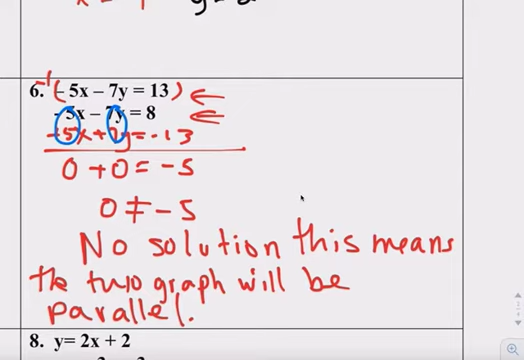 6. -1(– 5x – 7y = 13)
– 5x – 7y = 8
-5x+7y=-13
0 + 0 = -5
0 ≠ -5
No solution this means
the two graph will be
parallel.
8. y= 2x + 2